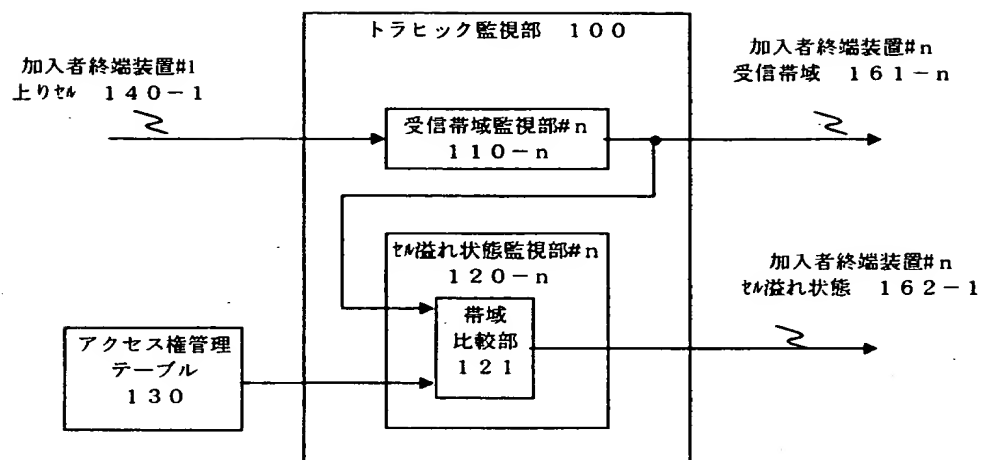 トラヒック監視部 100
加入者終端装置#1
上りｾﾙ 140-1
加入者終端装置#n
受信帯域 161-n
受信帯域監視部#n
110-n
ｾﾙ溢れ状態監視部#n
120-n
加入者終端装置#n
ｾﾙ溢れ状態 162-1
帯域
比較部
121
アクセス権管理
テーブル
130